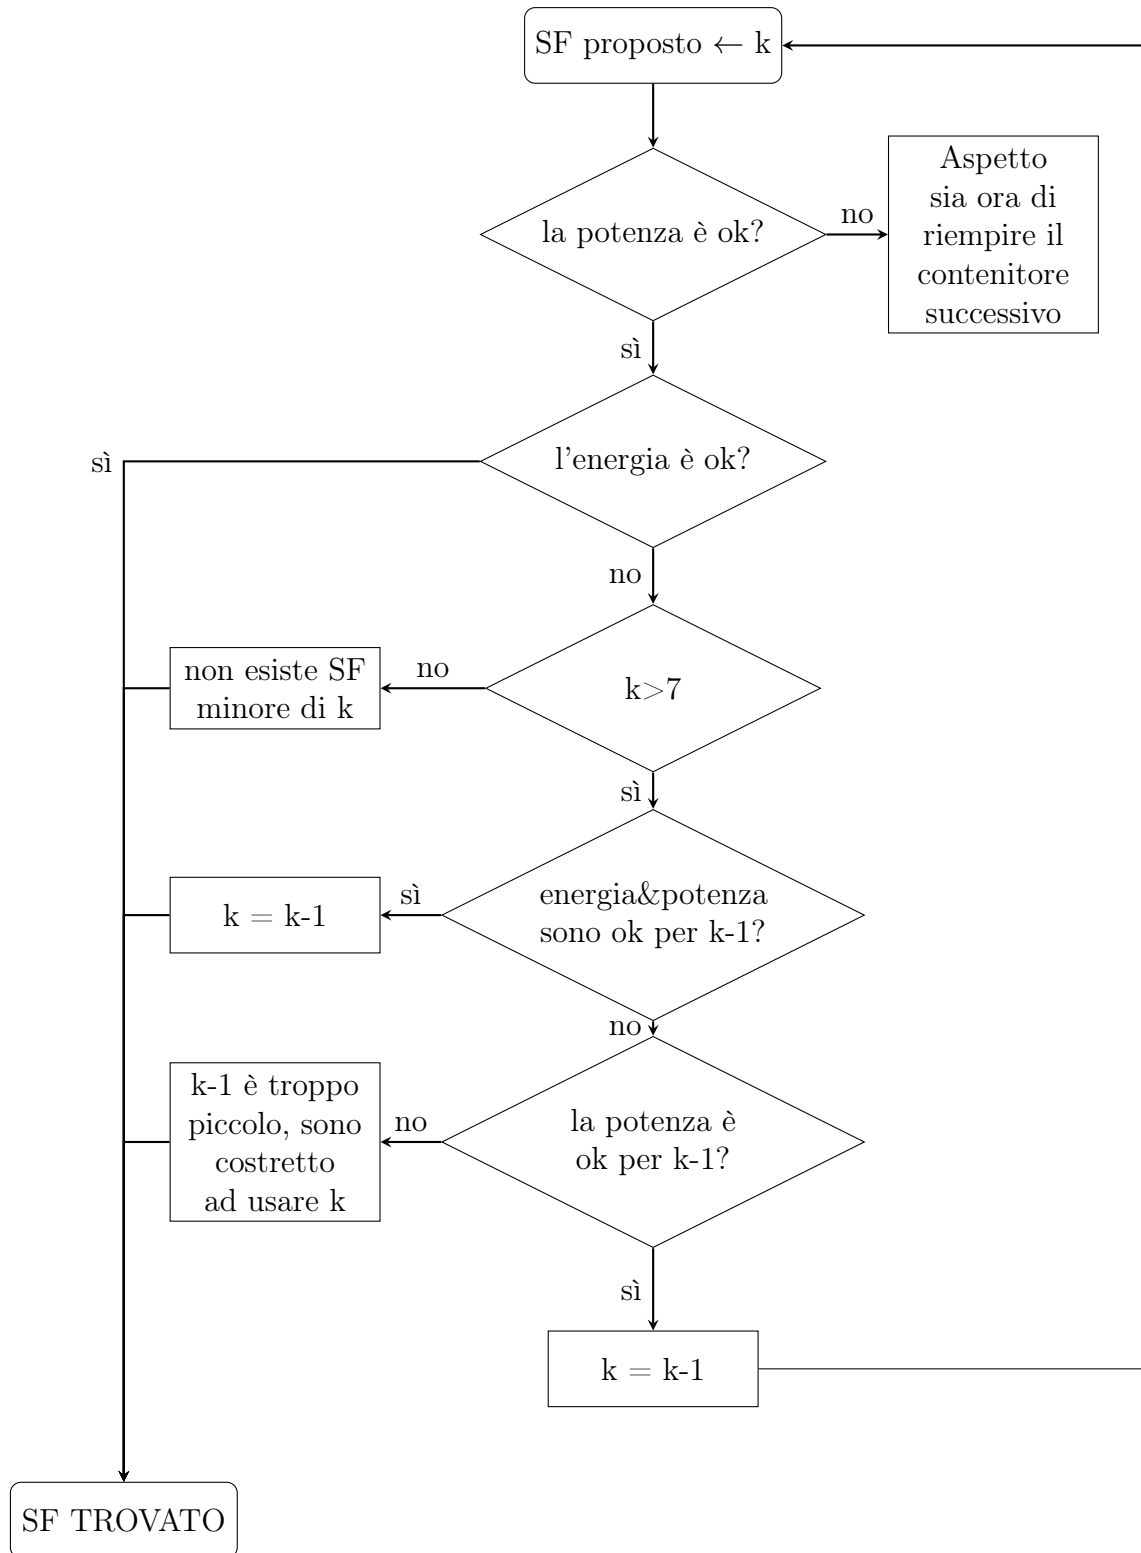 SF proposto ← k
la potenza è ok?
no
Aspetto
sia ora di
riempire il
contenitore
successivo
sì
l'energia è ok?
sì
no
k>7
no
non esiste SF
minore di k
sì
energia&potenza
sono ok per k-1?
sì
k = k-1
no
la potenza è
ok per k-1?
no
k-1 è troppo
piccolo, sono
costretto
ad usare k
sì
k = k-1
SF TROVATO